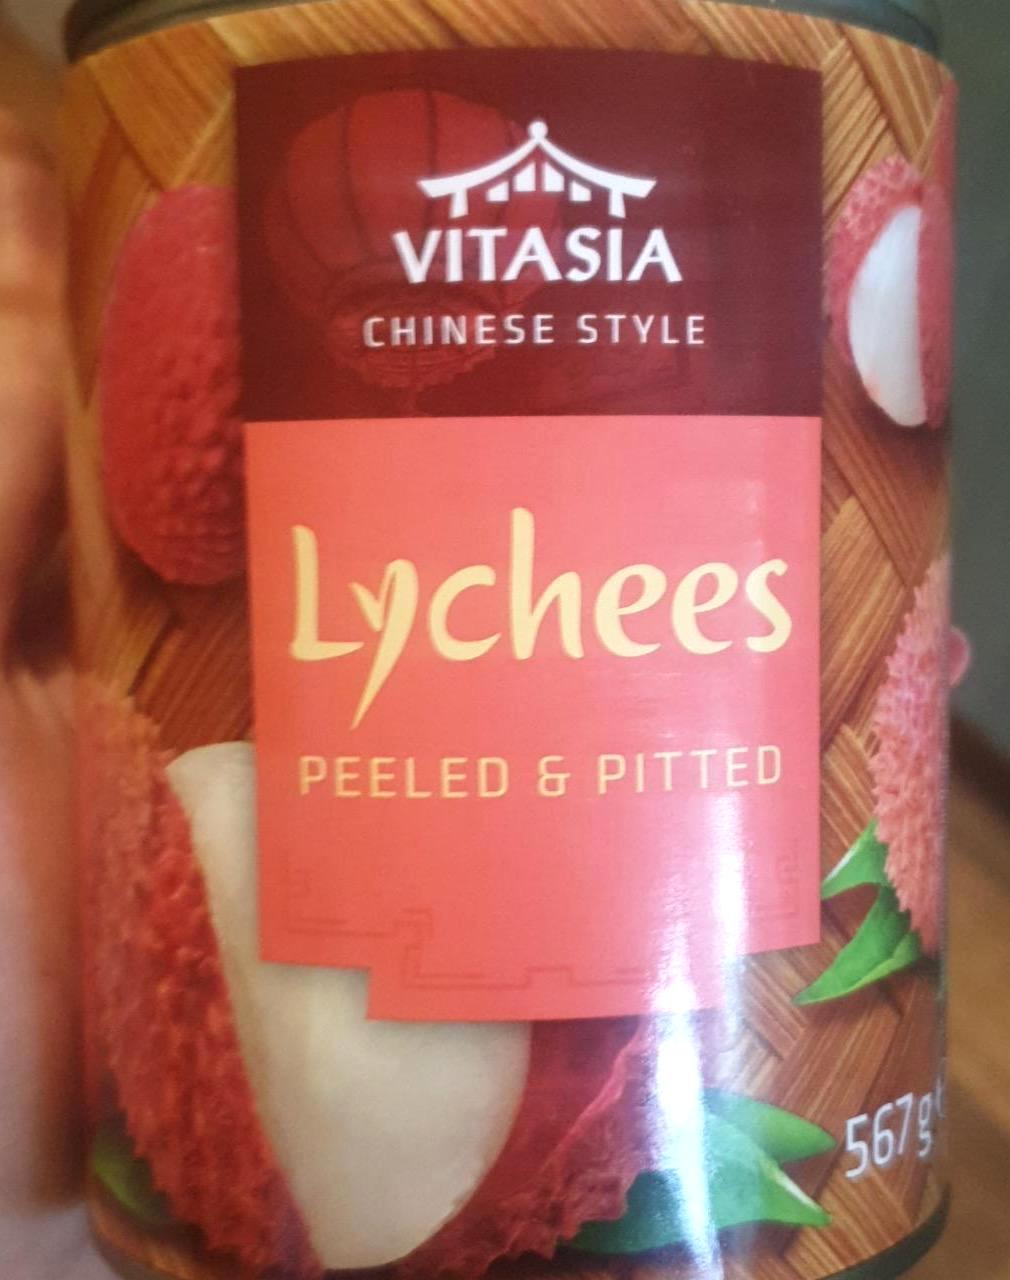 VITASIA
CHINESE STYLE
Lychees
PEELED & PITTED
567g